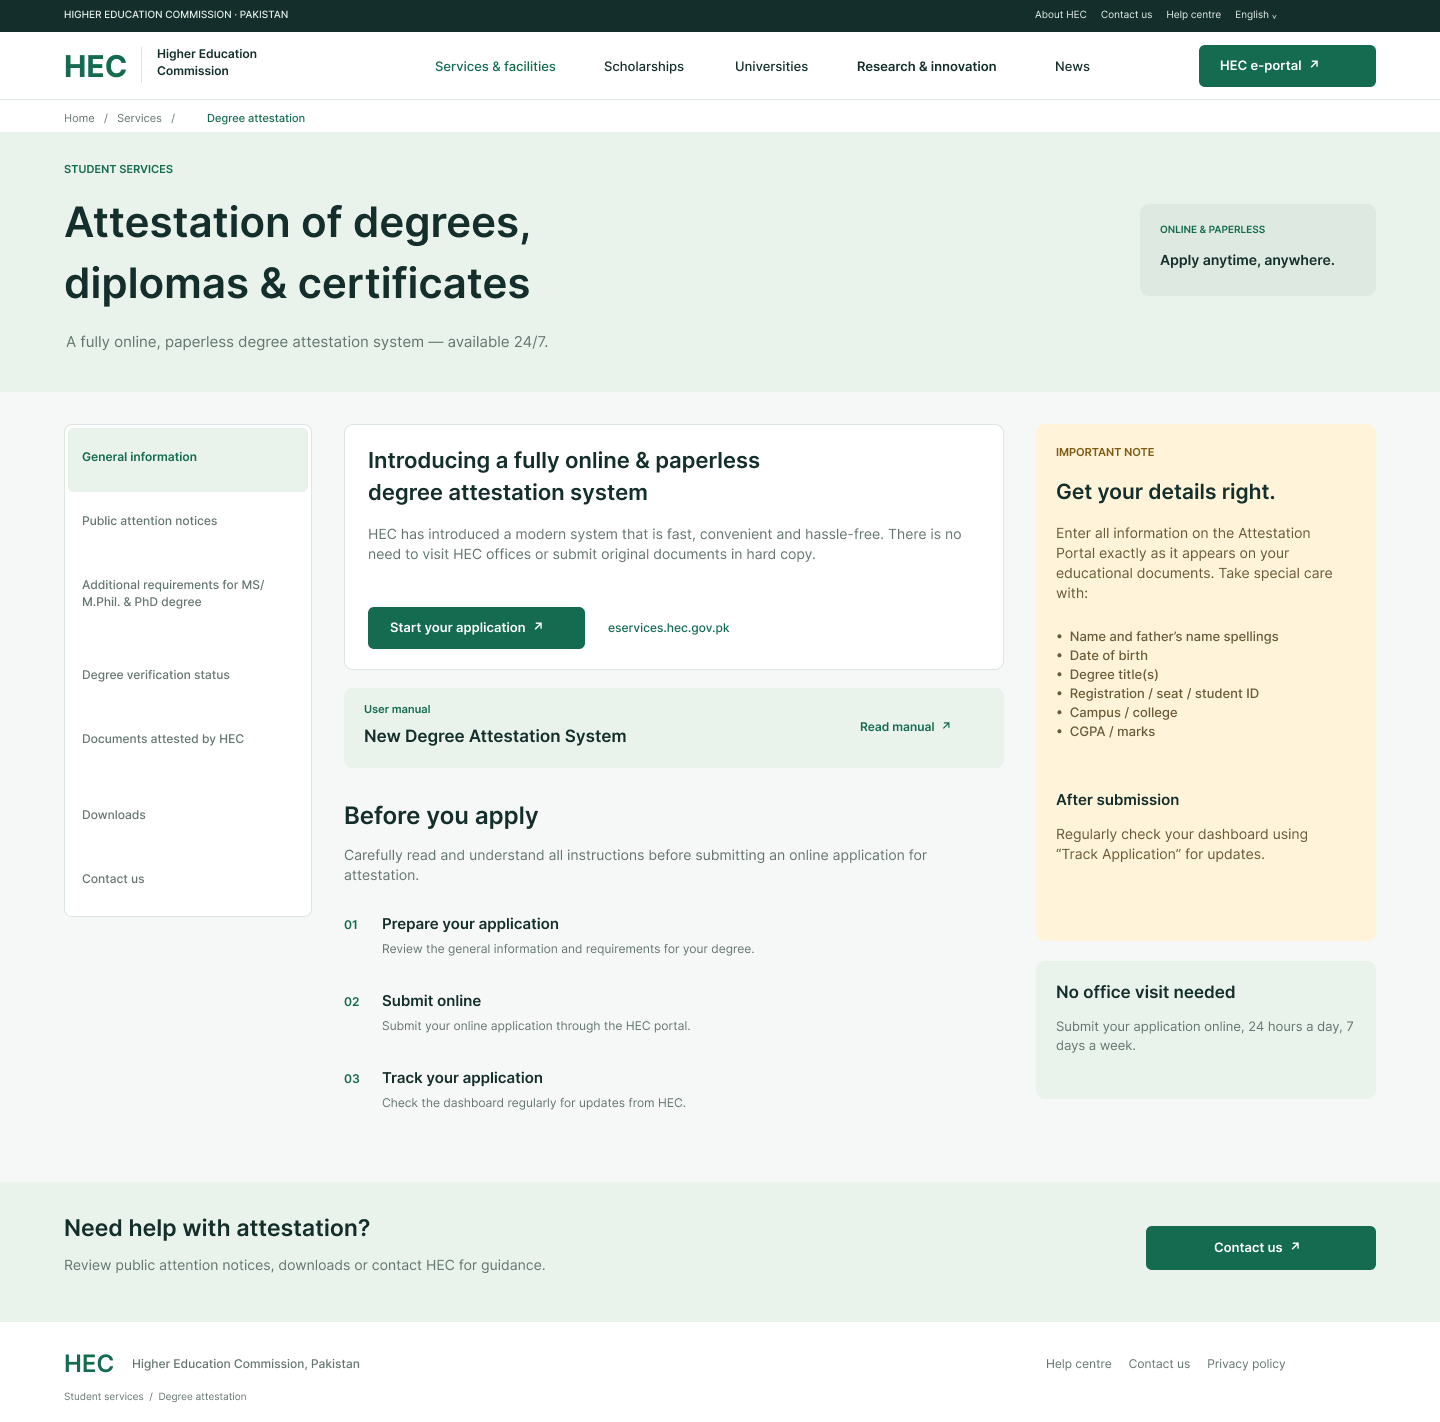 HIGHER EDUCATION COMMISSION · PAKISTAN
About HEC Contact us Help centre English v
HEC
Higher Education
Commission
Services & facilities
Scholarships
Universities
Research & innovation
News
HEC e-portal ↗
Home / Services / Degree attestation
STUDENT SERVICES
Attestation of degrees,
diplomas & certificates
A fully online, paperless degree attestation system — available 24/7.
ONLINE & PAPERLESS
Apply anytime, anywhere.
General information
Public attention notices
Additional requirements for MS/
M.Phil. & PhD degree
Degree verification status
Documents attested by HEC
Downloads
Contact us
Introducing a fully online & paperless
degree attestation system
HEC has introduced a modern system that is fast, convenient and hassle-free. There is no
need to visit HEC offices or submit original documents in hard copy.
Start your application ↗
eservices.hec.gov.pk
User manual
New Degree Attestation System
Read manual ↗
Before you apply
Carefully read and understand all instructions before submitting an online application for
attestation.
01 Prepare your application
Review the general information and requirements for your degree.
02 Submit online
Submit your online application through the HEC portal.
03 Track your application
Check the dashboard regularly for updates from HEC.
IMPORTANT NOTE
Get your details right.
Enter all information on the Attestation
Portal exactly as it appears on your
educational documents. Take special care
with:
• Name and father’s name spellings
• Date of birth
• Degree title(s)
• Registration / seat / student ID
• Campus / college
• CGPA / marks
After submission
Regularly check your dashboard using
“Track Application” for updates.
No office visit needed
Submit your application online, 24 hours a day, 7
days a week.
Need help with attestation?
Review public attention notices, downloads or contact HEC for guidance.
Contact us ↗
HEC
Higher Education Commission, Pakistan
Help centre Contact us Privacy policy
Student services / Degree attestation